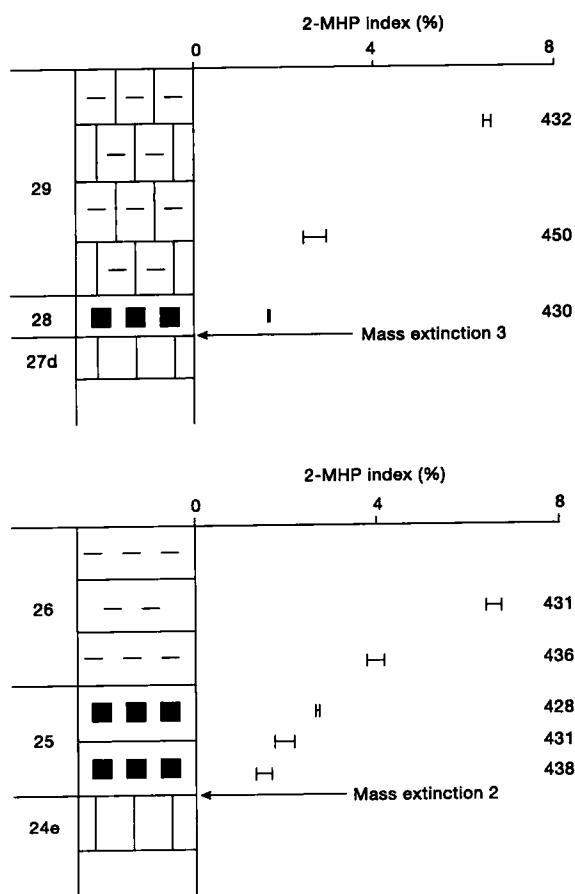 2-MHP index (%)
0 4 8
432
29
450
28 430
Mass extinction 3
27d
2-MHP index (%)
0 4 8
26 431
436
428
25 431
438
Mass extinction 2
24e